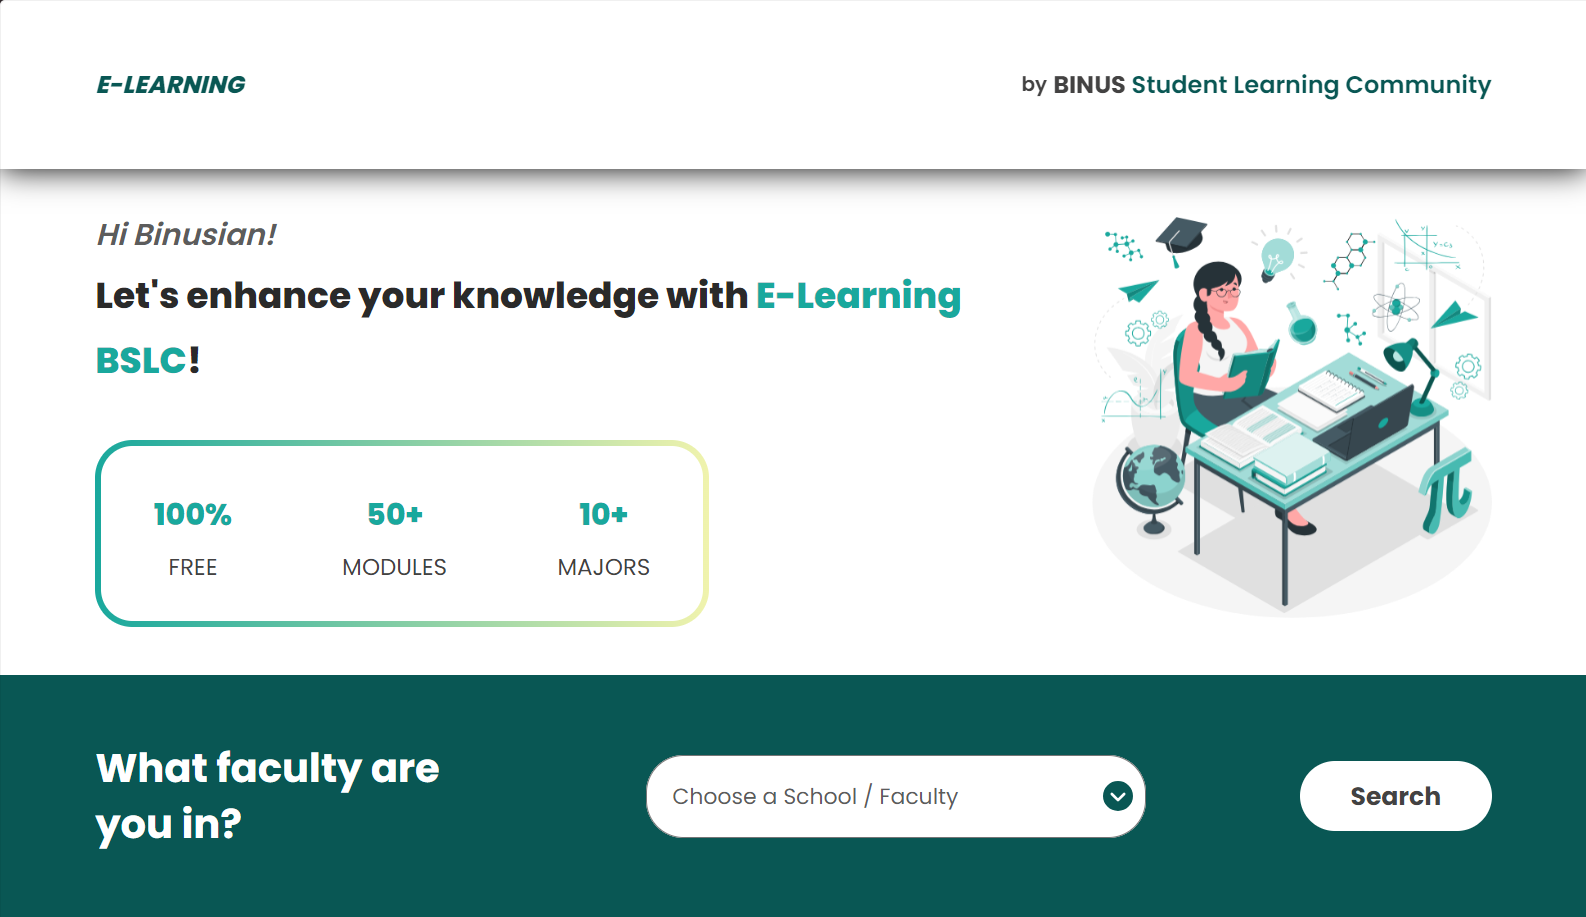 E-LEARNING
by BINUS Student Learning Community
Hi Binusian!
Let's enhance your knowledge with E-Learning
BSLC!
100%
FREE
50+
MODULES
10+
MAJORS
What faculty are
you in?
Choose a School / Faculty
Search